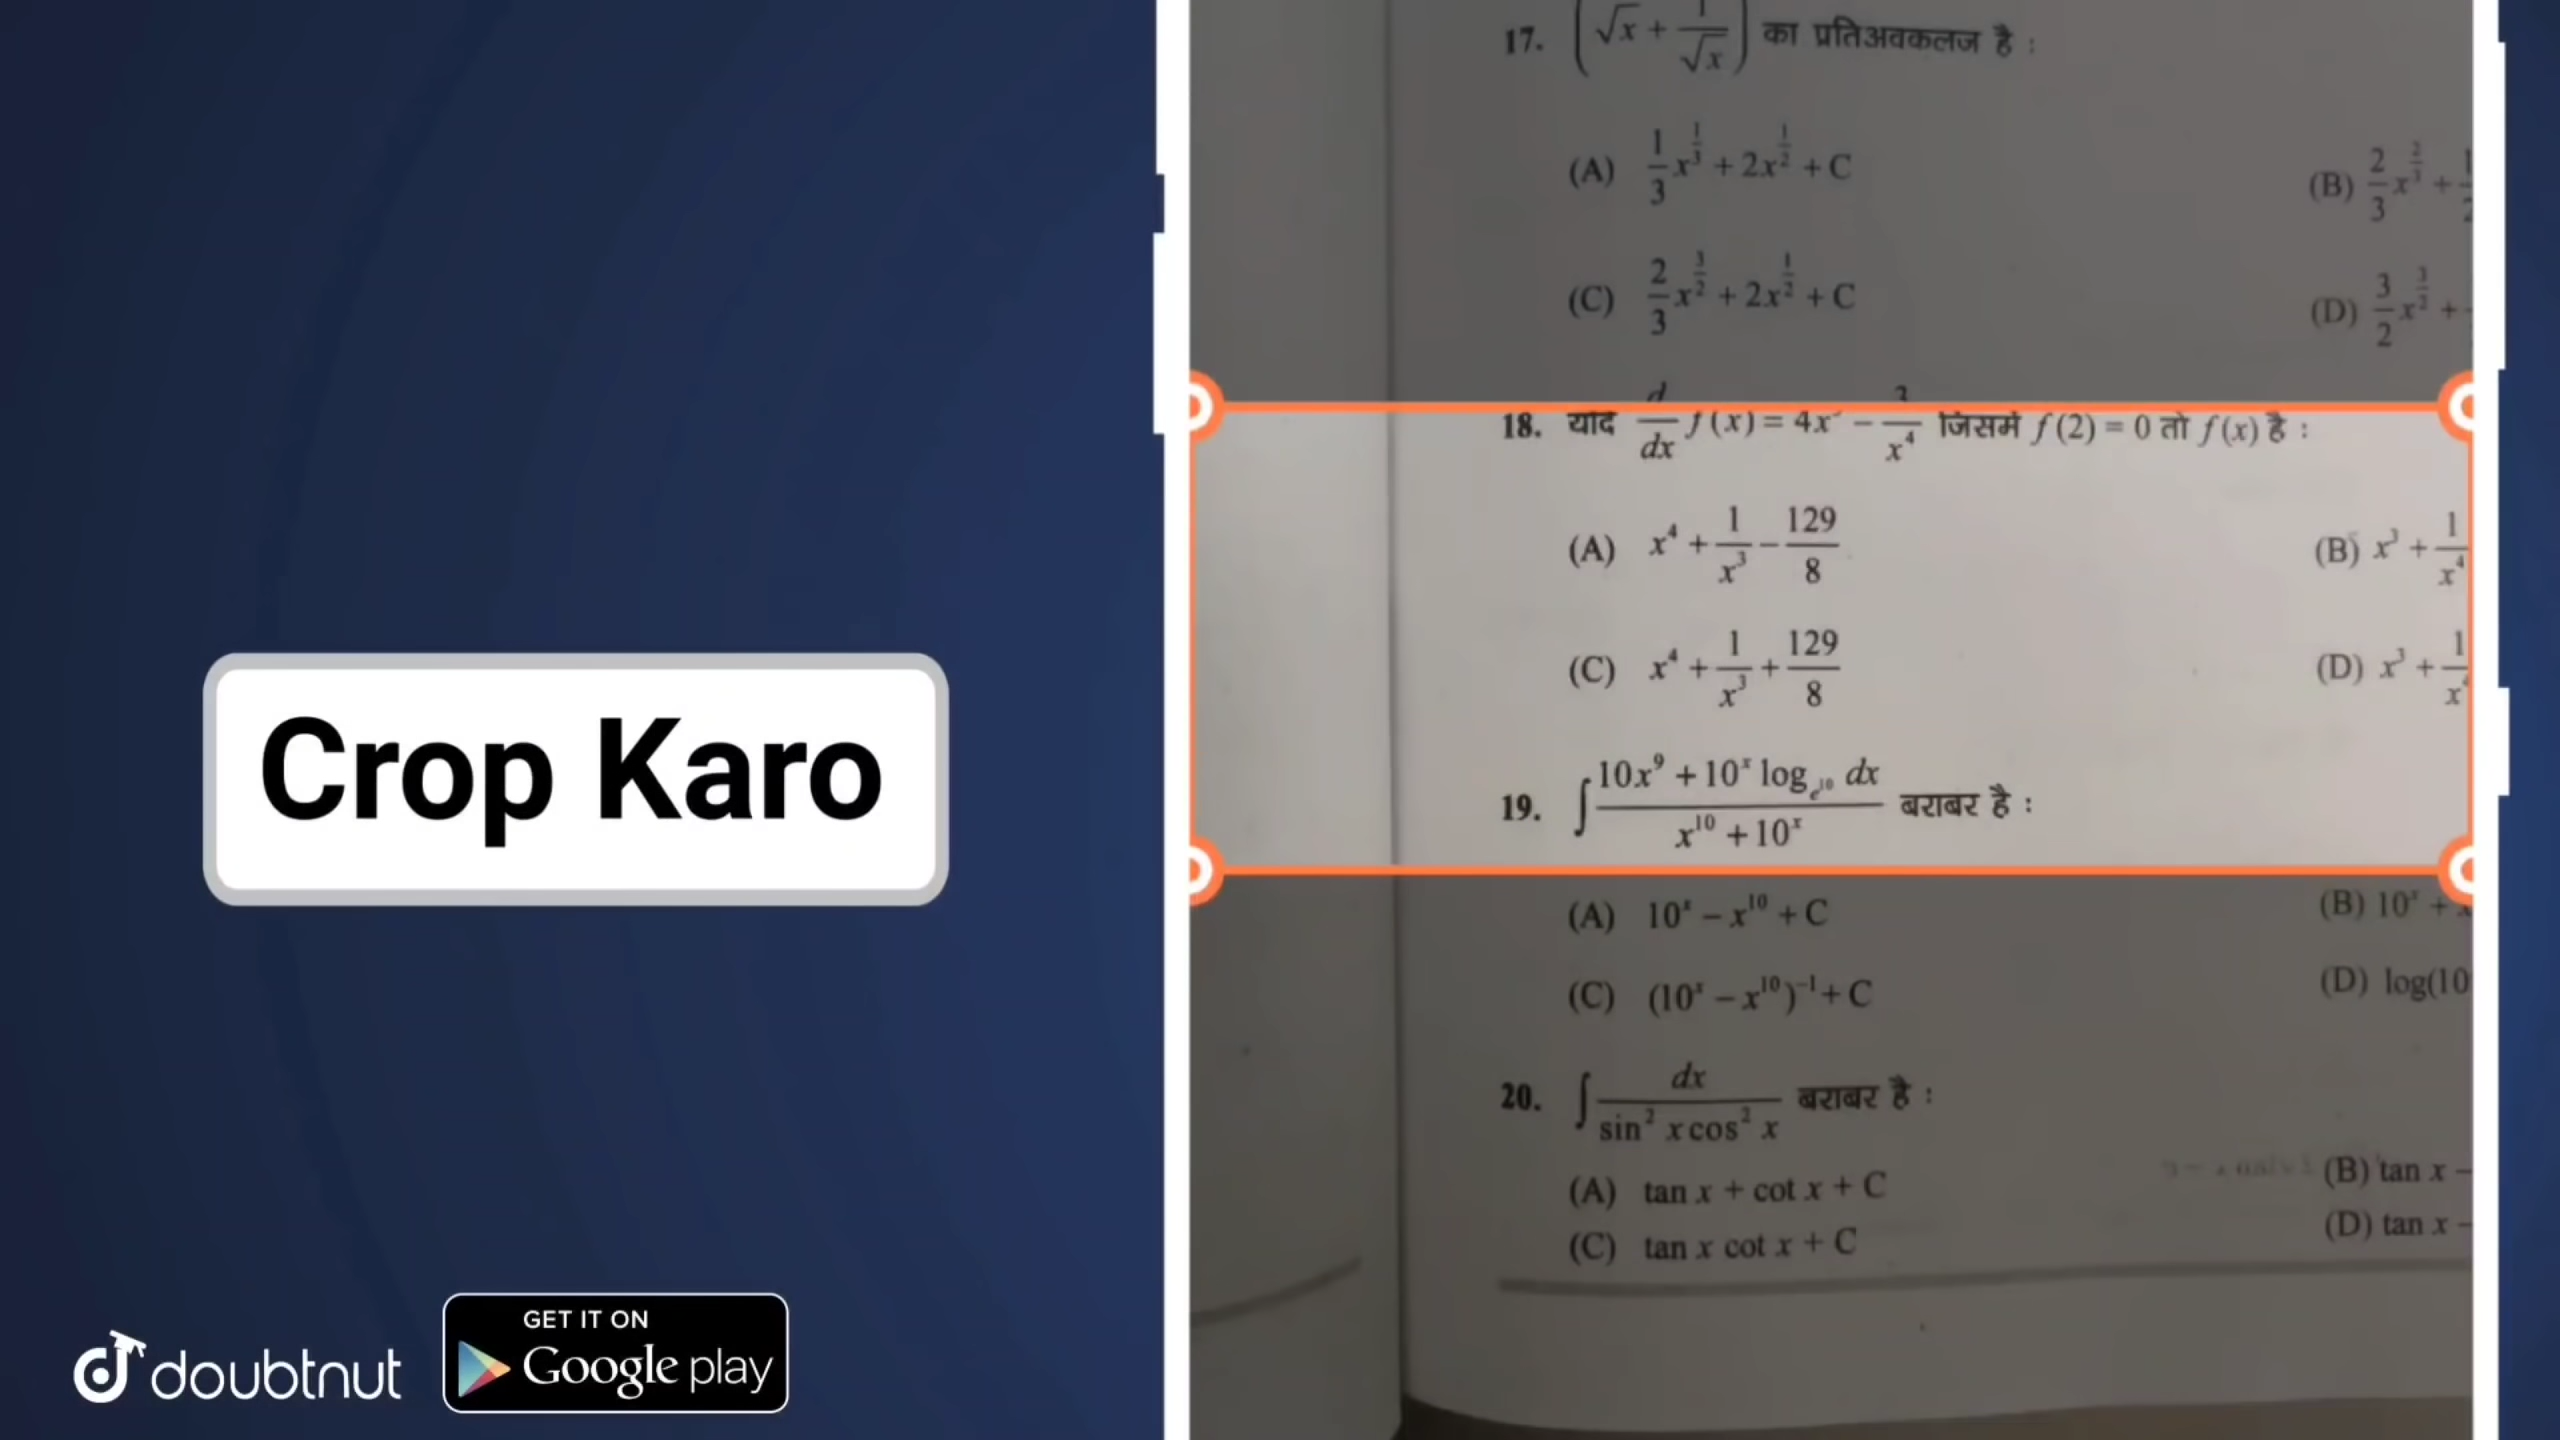 Crop Karo
doubtnut
GET IT ON
Google play
17. (√x + 1/√x) का प्रतिअवकलज है :
(A) 1/3 x^(1/3) + 2x^(1/2) + C
(B) 2/3 x^(2/3) +
(C) 2/3 x^(3/2) + 2x^(1/2) + C
(D) 3/2 x^(3/2) +
18. यदि d/dx f(x) = 4x³ − 3/x⁴ जिसमें f(2) = 0 तो f(x) है :
(A) x⁴ + 1/x³ − 129/8
(B) x³ + 1/x⁴
(C) x⁴ + 1/x³ + 129/8
(D) x³ + 1/x⁴
19. ∫ (10x⁹ + 10ˣ log_e¹⁰ dx)/(x¹⁰ + 10ˣ) बराबर है :
(A) 10ˣ − x¹⁰ + C
(B) 10ˣ +
(C) (10ˣ − x¹⁰)⁻¹ + C
(D) log(10
20. ∫ dx/(sin² x cos² x) बराबर है :
(A) tan x + cot x + C
(B) tan x −
(C) tan x cot x + C
(D) tan x −